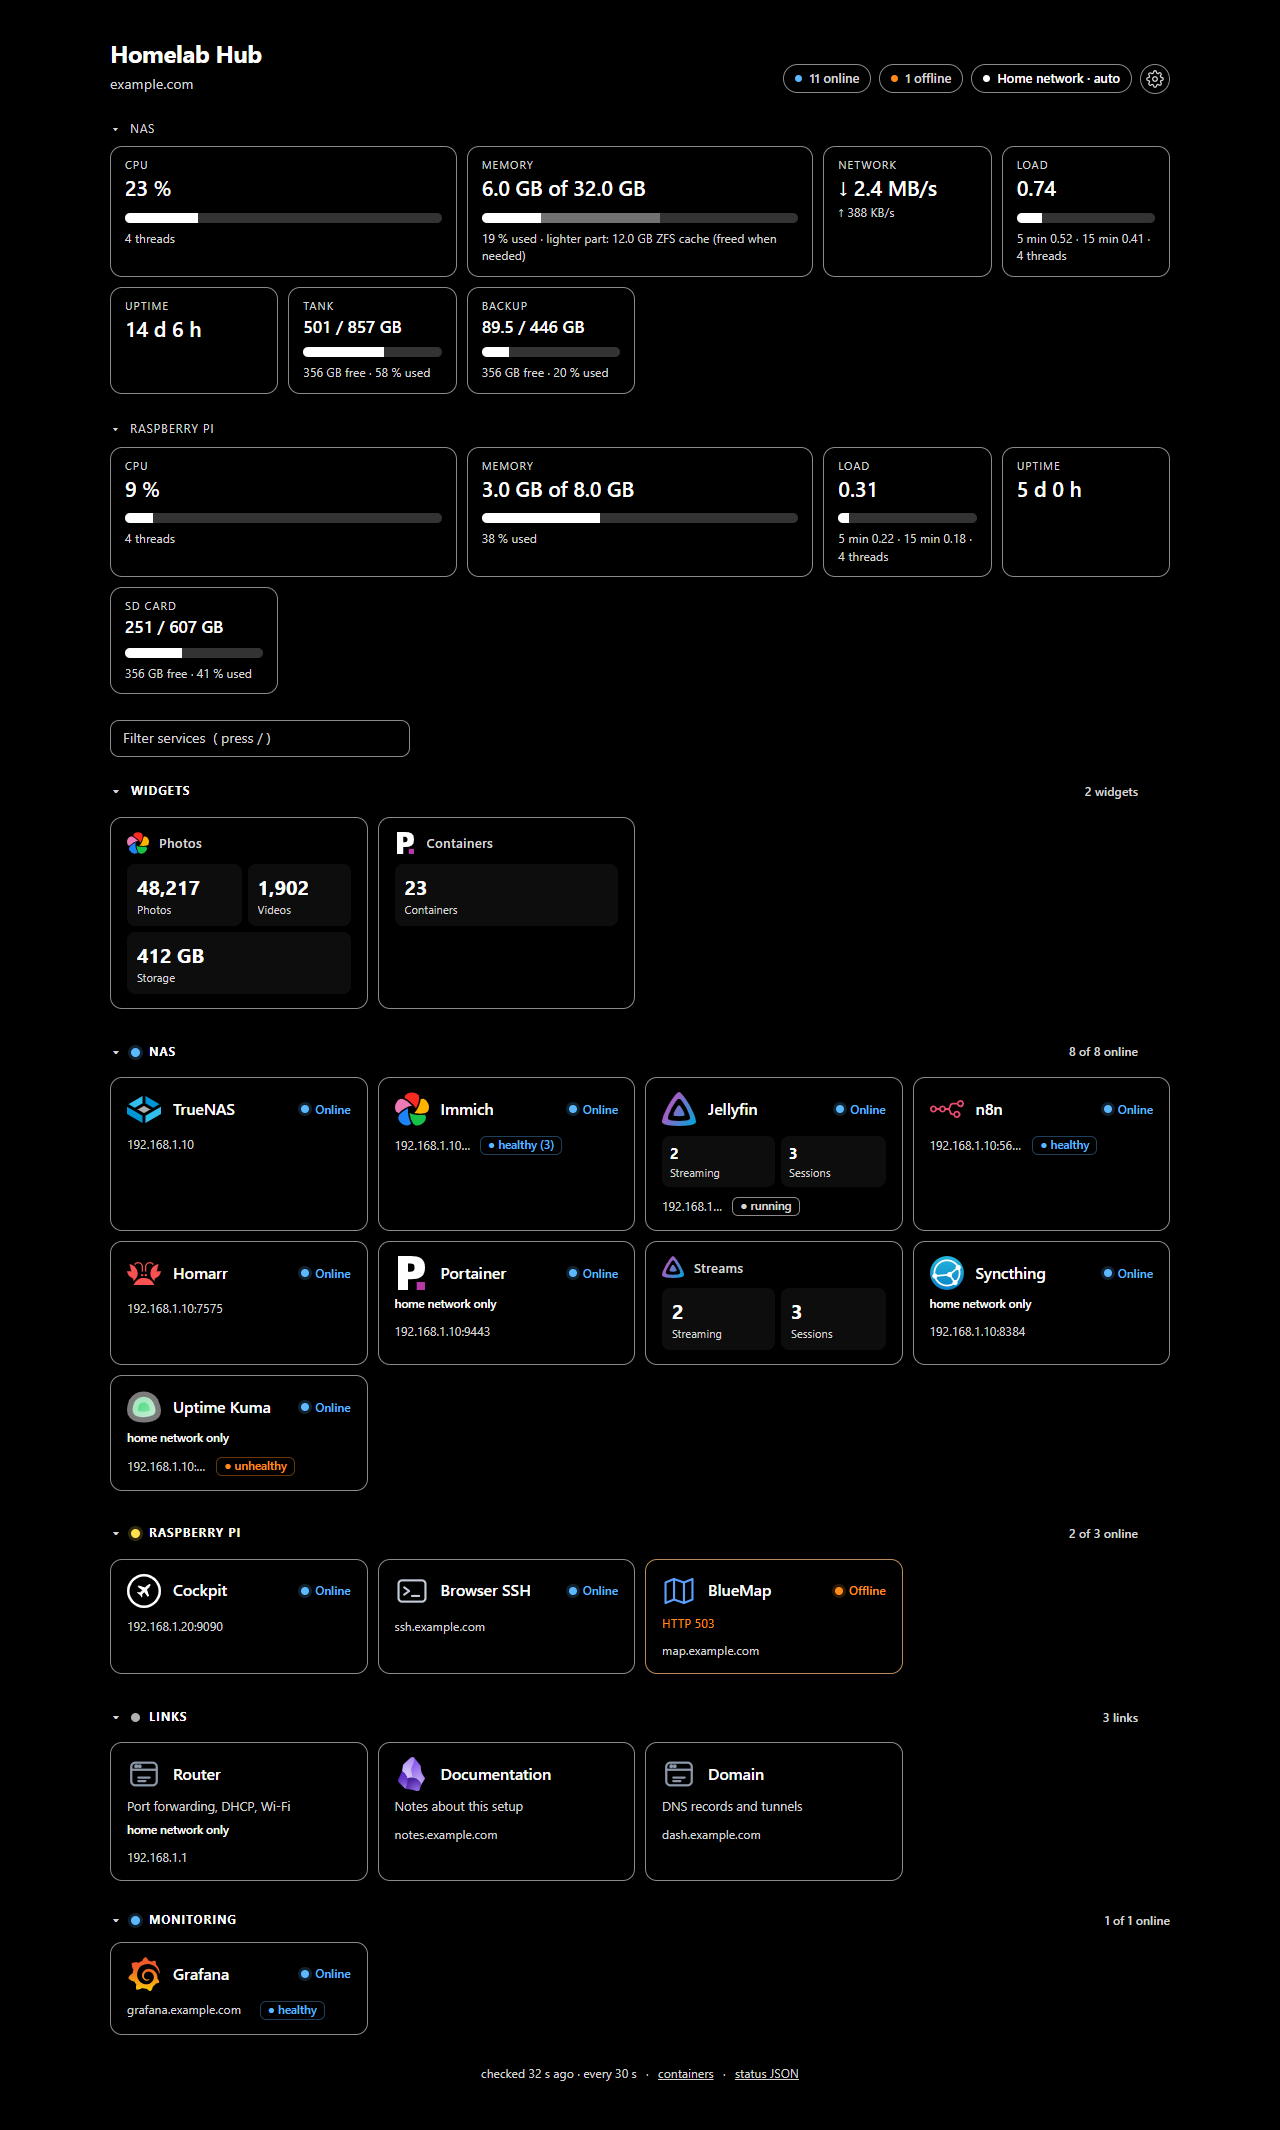 Homelab Hub
example.com
11 online
1 offline
Home network · auto
NAS
CPU
23 %
4 threads
MEMORY
6.0 GB of 32.0 GB
19 % used · lighter part: 12.0 GB ZFS cache (freed when
needed)
NETWORK
↓ 2.4 MB/s
↑ 388 KB/s
LOAD
0.74
5 min 0.52 · 15 min 0.41 ·
4 threads
UPTIME
14 d 6 h
TANK
501 / 857 GB
356 GB free · 58 % used
BACKUP
89.5 / 446 GB
356 GB free · 20 % used
RASPBERRY PI
CPU
9 %
4 threads
MEMORY
3.0 GB of 8.0 GB
38 % used
LOAD
0.31
5 min 0.22 · 15 min 0.18 ·
4 threads
UPTIME
5 d 0 h
SD CARD
251 / 607 GB
356 GB free · 41 % used
Filter services ( press / )
WIDGETS
2 widgets
Photos
48,217
Photos
1,902
Videos
412 GB
Storage
Containers
23
Containers
NAS
8 of 8 online
TrueNAS
Online
192.168.1.10
Immich
Online
192.168.1.10...
healthy (3)
Jellyfin
Online
2
Streaming
3
Sessions
192.168.1...
running
n8n
Online
192.168.1.10:56...
healthy
Homarr
Online
192.168.1.10:7575
Portainer
Online
home network only
192.168.1.10:9443
Streams
2
Streaming
3
Sessions
Syncthing
Online
home network only
192.168.1.10:8384
Uptime Kuma
Online
home network only
192.168.1.10:...
unhealthy
RASPBERRY PI
2 of 3 online
Cockpit
Online
192.168.1.20:9090
Browser SSH
Online
ssh.example.com
BlueMap
Offline
HTTP 503
map.example.com
LINKS
3 links
Router
Port forwarding, DHCP, Wi-Fi
home network only
192.168.1.1
Documentation
Notes about this setup
notes.example.com
Domain
DNS records and tunnels
dash.example.com
MONITORING
1 of 1 online
Grafana
Online
grafana.example.com
healthy
checked 32 s ago · every 30 s · containers · status JSON